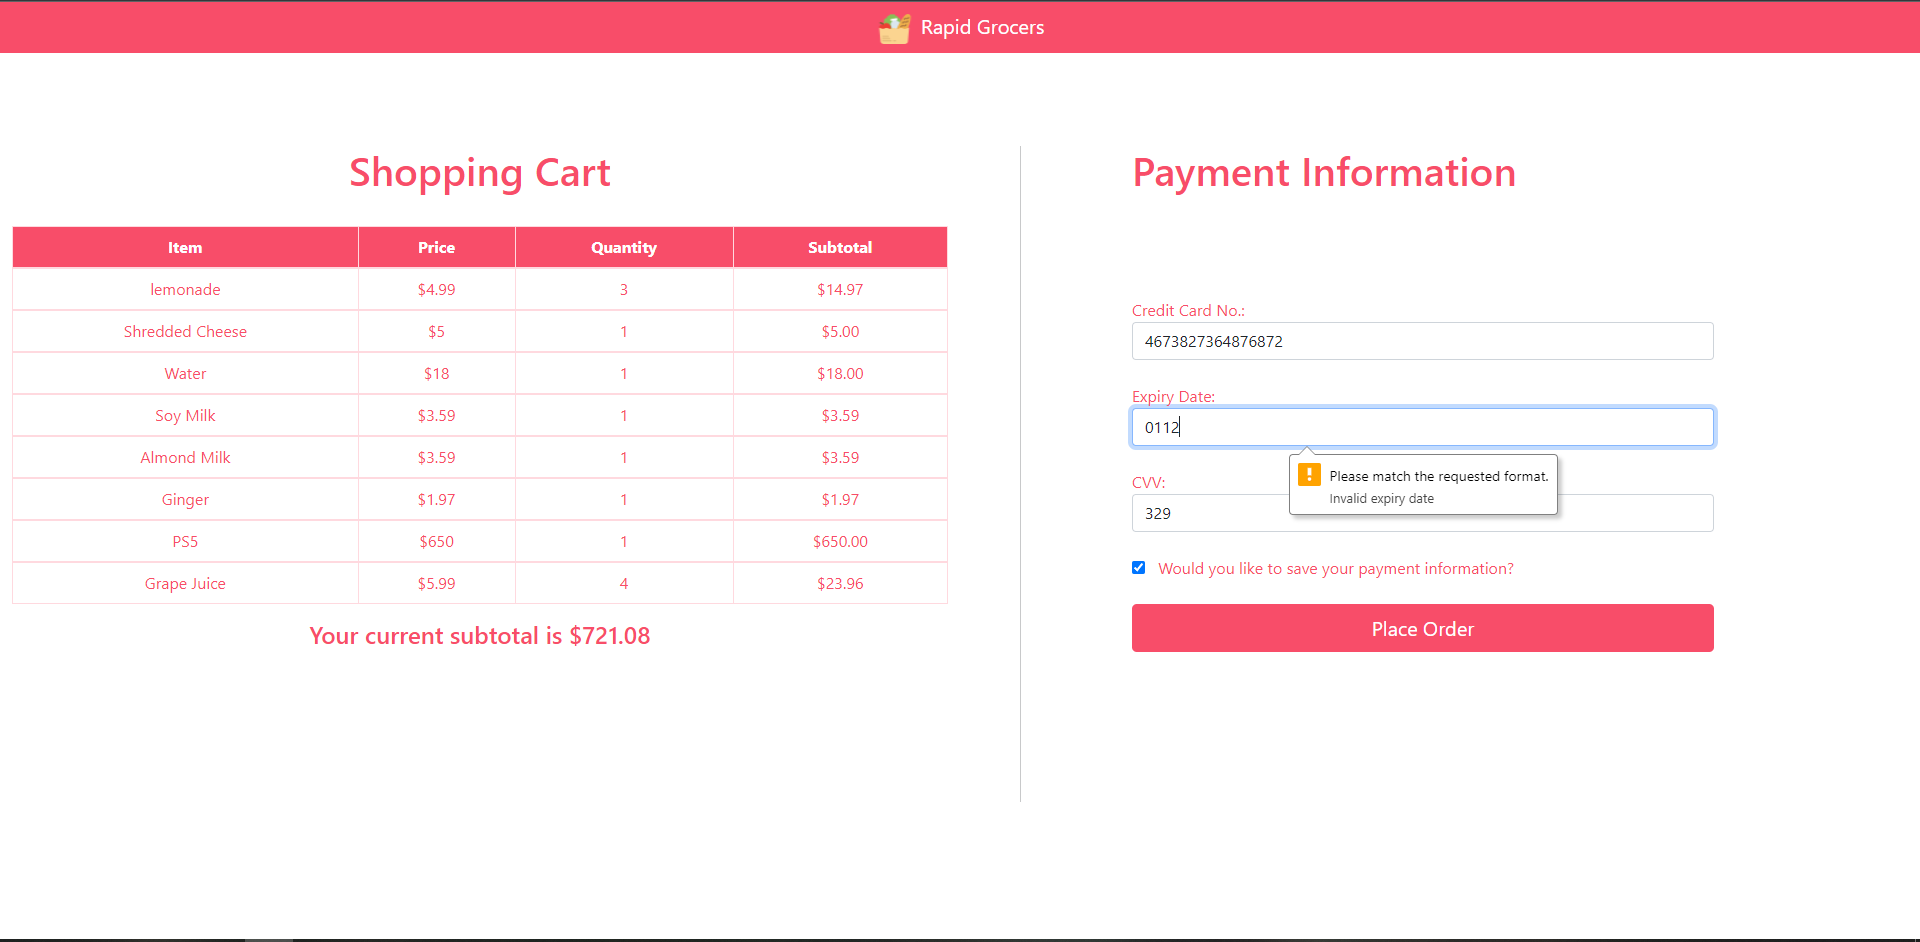 Rapid Grocers
Shopping Cart
Item Price Quantity Subtotal
lemonade $4.99 3 $14.97
Shredded Cheese $5 1 $5.00
Water $18 1 $18.00
Soy Milk $3.59 1 $3.59
Almond Milk $3.59 1 $3.59
Ginger $1.97 1 $1.97
PS5 $650 1 $650.00
Grape Juice $5.99 4 $23.96
Your current subtotal is $721.08
Payment Information
Credit Card No.:
4673827364876872
Expiry Date:
0112
Please match the requested format.
Invalid expiry date
CVV:
329
Would you like to save your payment information?
Place Order